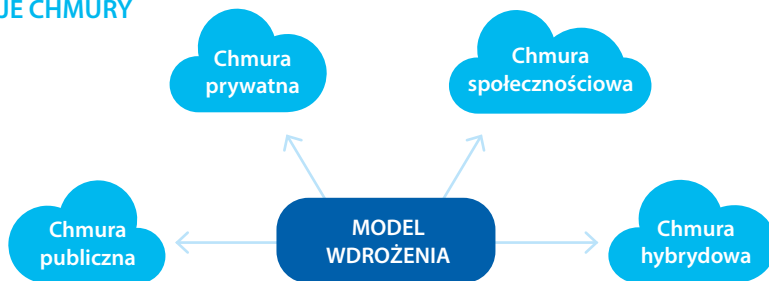 JE CHMURY
Chmura
prywatna
Chmura
społecznościowa
Chmura
publiczna
MODEL
WDROŻENIA
Chmura
hybrydowa